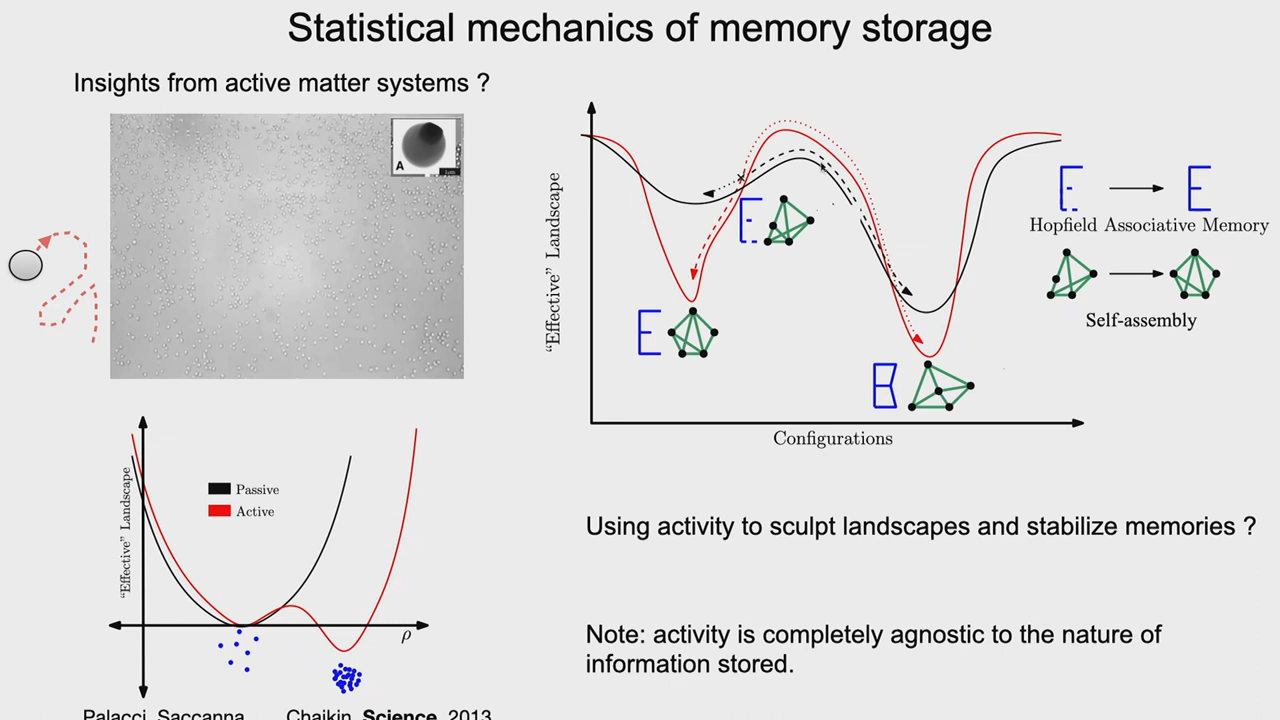 Statistical mechanics of memory storage
Insights from active matter systems ?
A
"Effective" Landscape
Passive
Active
ρ
Palacci, Saccanna
Chaikin, Science, 2013
"Effective" Landscape
E
E
B
Configurations
E → E
Hopfield Associative Memory
Self-assembly
Using activity to sculpt landscapes and stabilize memories ?
Note: activity is completely agnostic to the nature of
information stored.